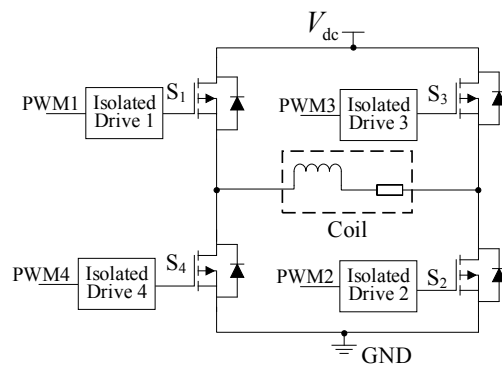 V_dc
PWM1
Isolated
Drive 1
S_1
PWM3
Isolated
Drive 3
S_3
Coil
PWM4
Isolated
Drive 4
S_4
PWM2
Isolated
Drive 2
S_2
GND